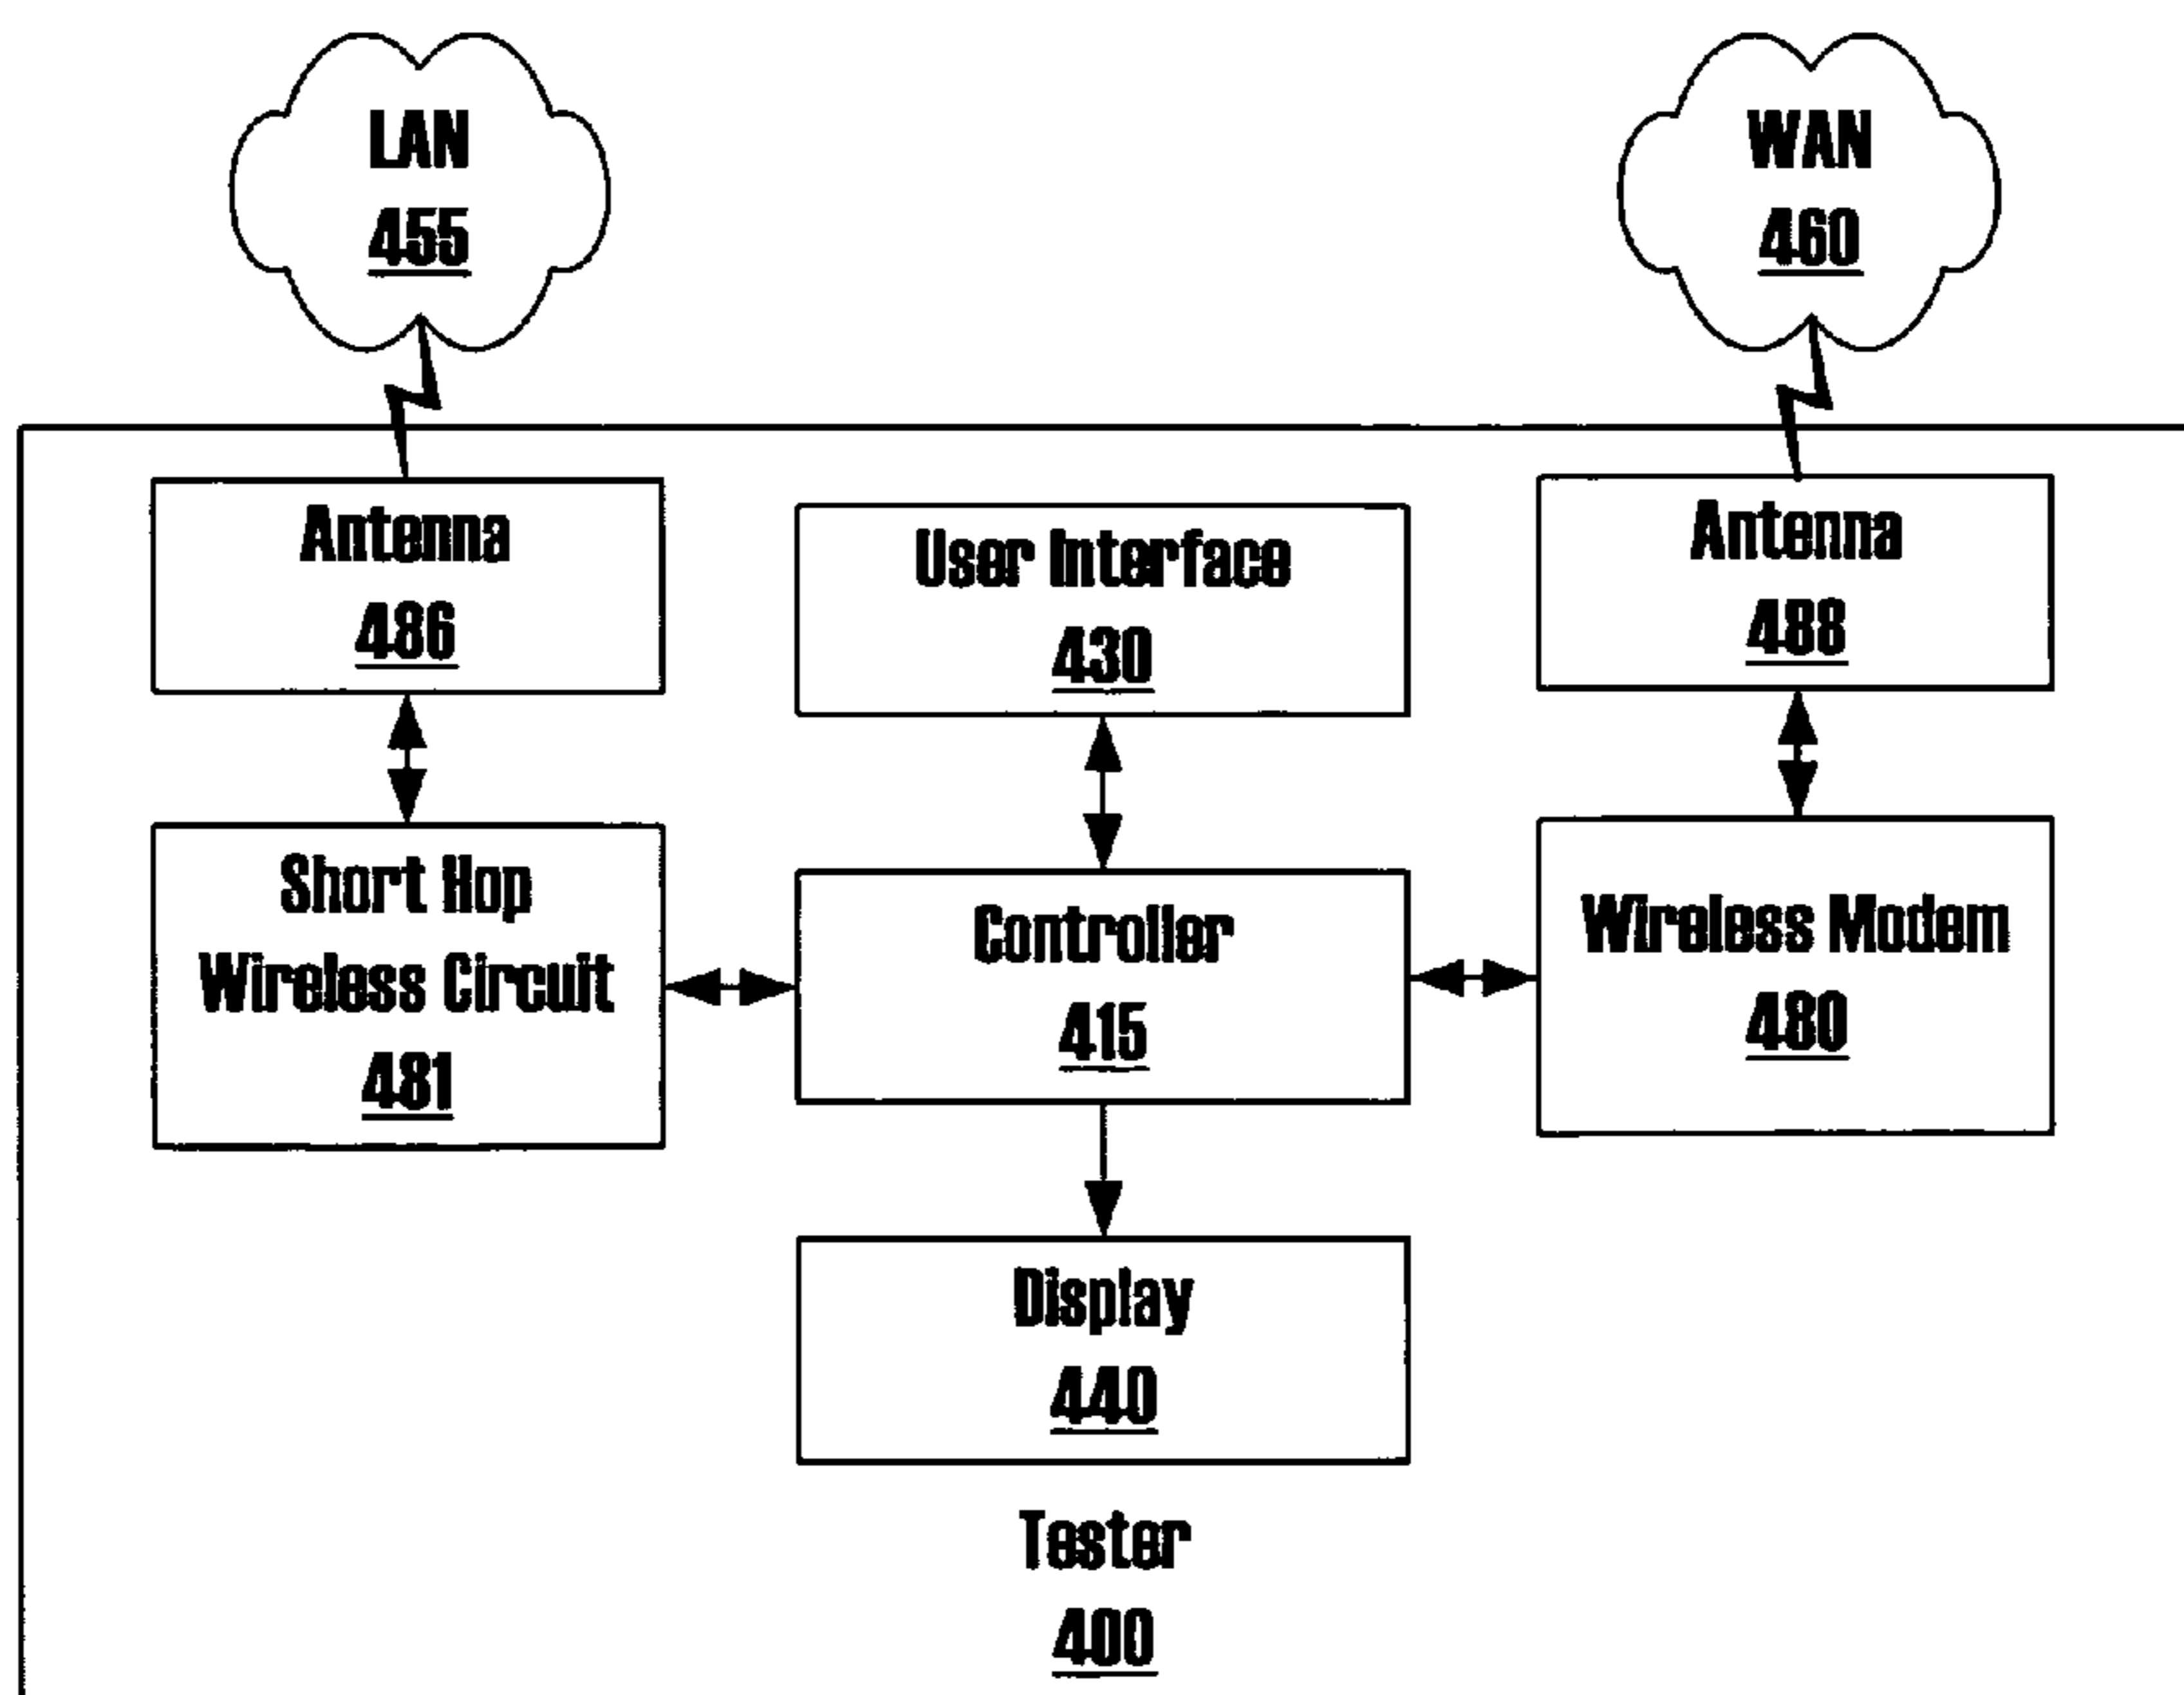 LAN
455
WAN
460
Antenna
486
User Interface
430
Antenna
488
Short Hop
Wireless Circuit
481
Controller
415
Wireless Modem
480
Display
440
Tester
400